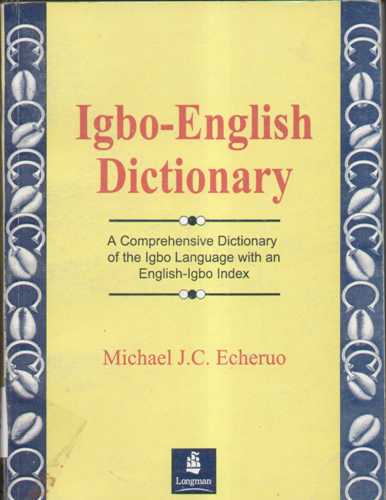 Igbo-English
Dictionary
A Comprehensive Dictionary
of the Igbo Language with an
English-Igbo Index
Michael J.C. Echeruo
Longman